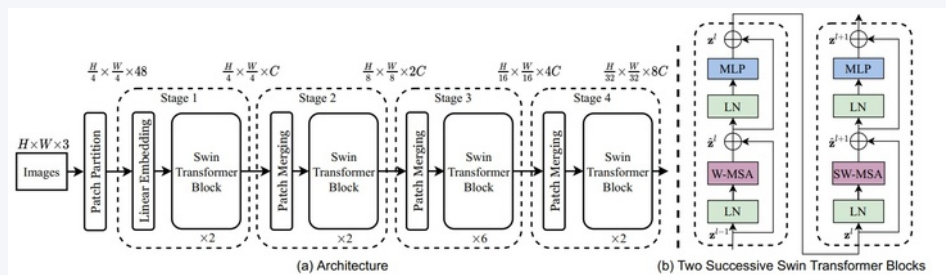 H/4 × W/4 × 48
H/4 × W/4 × C
H/8 × W/8 × 2C
H/16 × W/16 × 4C
H/32 × W/32 × 8C
Stage 1
Stage 2
Stage 3
Stage 4
H × W × 3
Images
Patch Partition
Linear Embedding
Swin
Transformer
Block
Patch Merging
Swin
Transformer
Block
Patch Merging
Swin
Transformer
Block
Patch Merging
Swin
Transformer
Block
×2
×2
×6
×2
(a) Architecture
z^l
MLP
LN
ẑ^l
W-MSA
LN
z^{l-1}
z^{l+1}
MLP
LN
ẑ^{l+1}
SW-MSA
LN
z^l
(b) Two Successive Swin Transformer Blocks